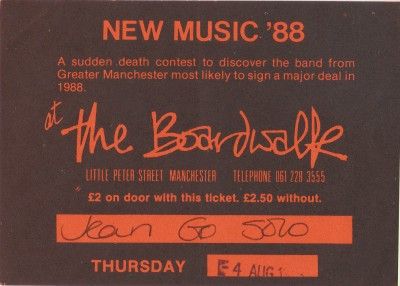 NEW MUSIC '88
A sudden death contest to discover the band from
Greater Manchester most likely to sign a major deal in
1988.
at the Boardwalk
LITTLE PETER STREET MANCHESTER TELEPHONE 061 228 3555
£2 on door with this ticket. £2.50 without.
Jean Go Solo
THURSDAY 4 AUG